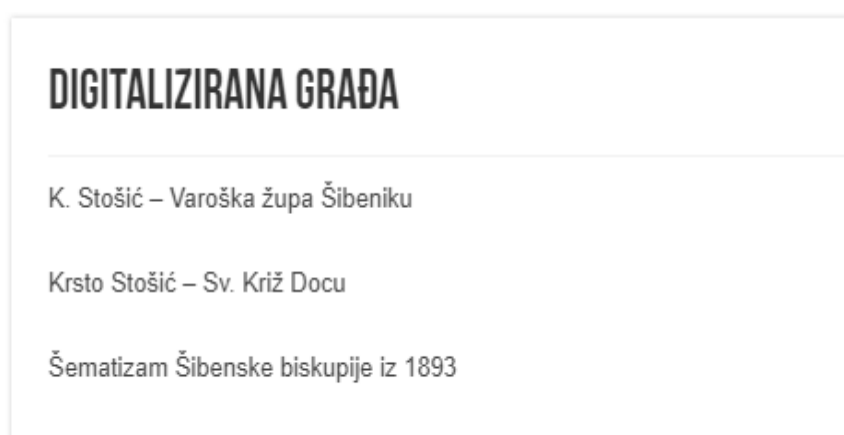 DIGITALIZIRANA GRAĐA
K. Stošić – Varoška župa Šibeniku
Krsto Stošić – Sv. Križ Docu
Šematizam Šibenske biskupije iz 1893